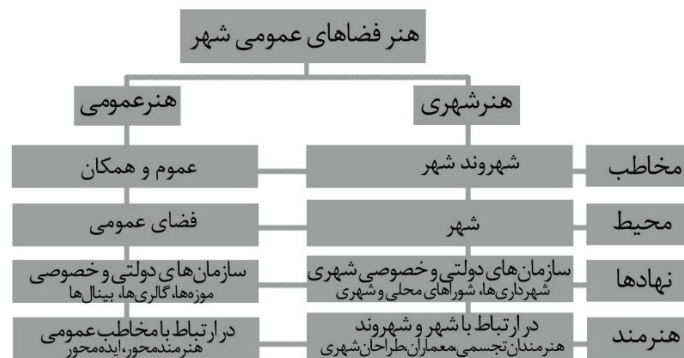 هنر فضاهای عمومی شهر
هنرشهری
هنرعمومی
مخاطب
شهروند شهر
عموم و همکان
محیط
شهر
فضای عمومی
نهادها
سازمان‌های دولتی و خصوصی شهری
شهرداری‌ها، شوراهای محلی و شهری
سازمان‌های دولتی و خصوصی
موزه‌ها، گالری‌ها، بینال‌ها
هنرمند
در ارتباط با شهر و شهروند
هنرمندان تجسمی، معماران، طراحان شهری
در ارتباط با مخاطب عمومی
هنرمند محور، ایده محور